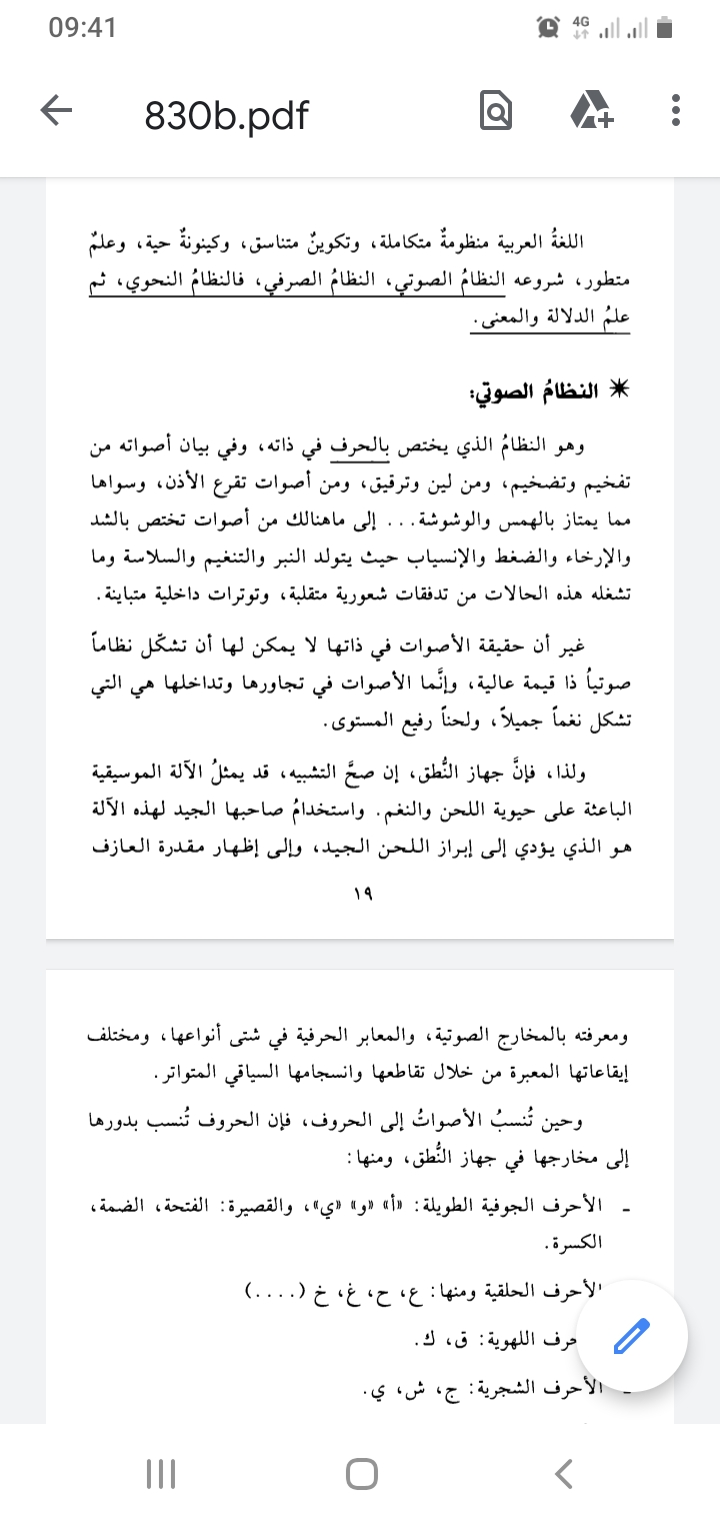 09:41
4G
830b.pdf
اللغةُ العربية منظومةٌ متكاملة، وتكوينٌ متناسق، وكينونةٌ حية، وعلمٌ
متطور، شروعه النظامُ الصوتي، النظامُ الصرفي، فالنظامُ النحوي، ثم
علمُ الدلالة والمعنى.
✴ النظامُ الصوتي:
وهو النظامُ الذي يختص بالحرف في ذاته، وفي بيان أصواته من
تفخيم وتضخيم، ومن لين وترقيق، ومن أصوات تقرع الأذن، وسواها
مما يمتاز بالهمس والوشوشة... إلى ماهنالك من أصوات تختص بالشد
والإرخاء والضغط والإنسياب حيث يتولد النبر والتنغيم والسلاسة وما
تشغله هذه الحالات من تدفقات شعورية متقلبة، وتوترات داخلية متباينة.
غير أن حقيقة الأصوات في ذاتها لا يمكن لها أن تشكّل نظاماً
صوتياُ ذا قيمة عالية، وإنَّما الأصوات في تجاورها وتداخلها هي التي
تشكل نغماً جميلاً، ولحناً رفيع المستوى.
ولذا، فإنَّ جهاز النُّطق، إن صحَّ التشبيه، قد يمثلُ الآلة الموسيقية
الباعثة على حيوية اللحن والنغم. واستخدامُ صاحبها الجيد لهذه الآلة
هو الذي يؤدي إلى إبراز اللحن الجيد، وإلى إظهار مقدرة العازف
١٩
ومعرفته بالمخارج الصوتية، والمعابر الحرفية في شتى أنواعها، ومختلف
إيقاعاتها المعبرة من خلال تقاطعها وانسجامها السياقي المتواتر.
وحين تُنسبُ الأصواتُ إلى الحروف، فإن الحروف تُنسب بدورها
إلى مخارجها في جهاز النُّطق، ومنها:
- الأحرف الجوفية الطويلة: «أ» «و» «ي»، والقصيرة: الفتحة، الضمة،
الكسرة.
الأحرف الحلقية ومنها: ع، ح، غ، خ (....)
حرف اللهوية: ق، ك.
- الأحرف الشجرية: ج، ش، ي.